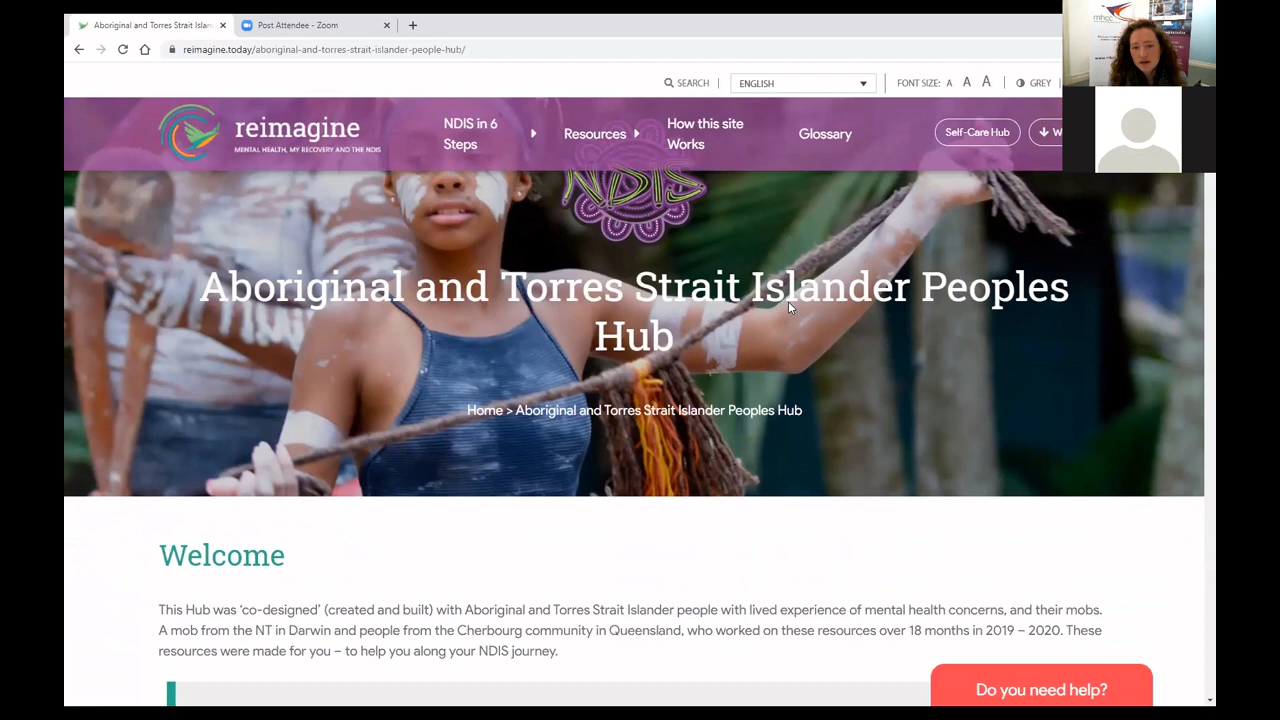 Aboriginal and Torres Strait Islan
Post Attendee - Zoom
reimagine.today/aboriginal-and-torres-strait-islander-people-hub/
SEARCH
ENGLISH
FONT SIZE: A A A
GREY
mhcc
reimagine
MENTAL HEALTH, MY RECOVERY AND THE NDIS
NDIS in 6
Steps
Resources
How this site
Works
Glossary
Self-Care Hub
W
NDIS
Aboriginal and Torres Strait Islander Peoples
Hub
Home > Aboriginal and Torres Strait Islander Peoples Hub
Welcome
This Hub was ‘co-designed’ (created and built) with Aboriginal and Torres Strait Islander people with lived experience of mental health concerns, and their mobs.
A mob from the NT in Darwin and people from the Cherbourg community in Queensland, who worked on these resources over 18 months in 2019 – 2020. These
resources were made for you – to help you along your NDIS journey.
Do you need help?